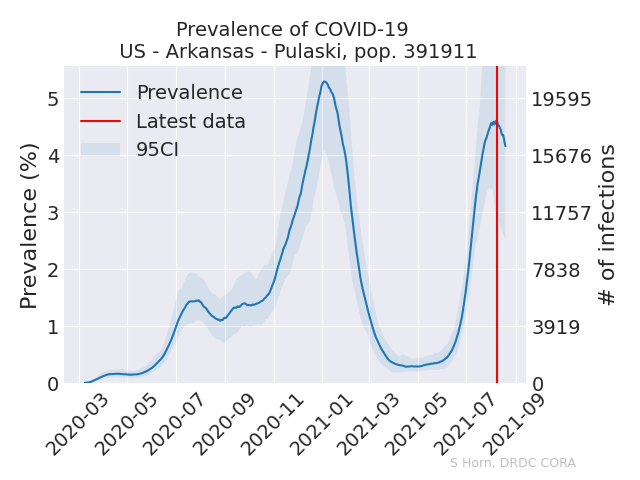 Prevalence of COVID-19
US - Arkansas - Pulaski, pop. 391911
Prevalence
Latest data
95CI
Prevalence (%)
5
4
3
2
1
0
19595
15676
11757
7838
3919
0
# of infections
2020-03
2020-05
2020-07
2020-09
2020-11
2021-01
2021-03
2021-05
2021-07
2021-09
S Horn, DRDC CORA